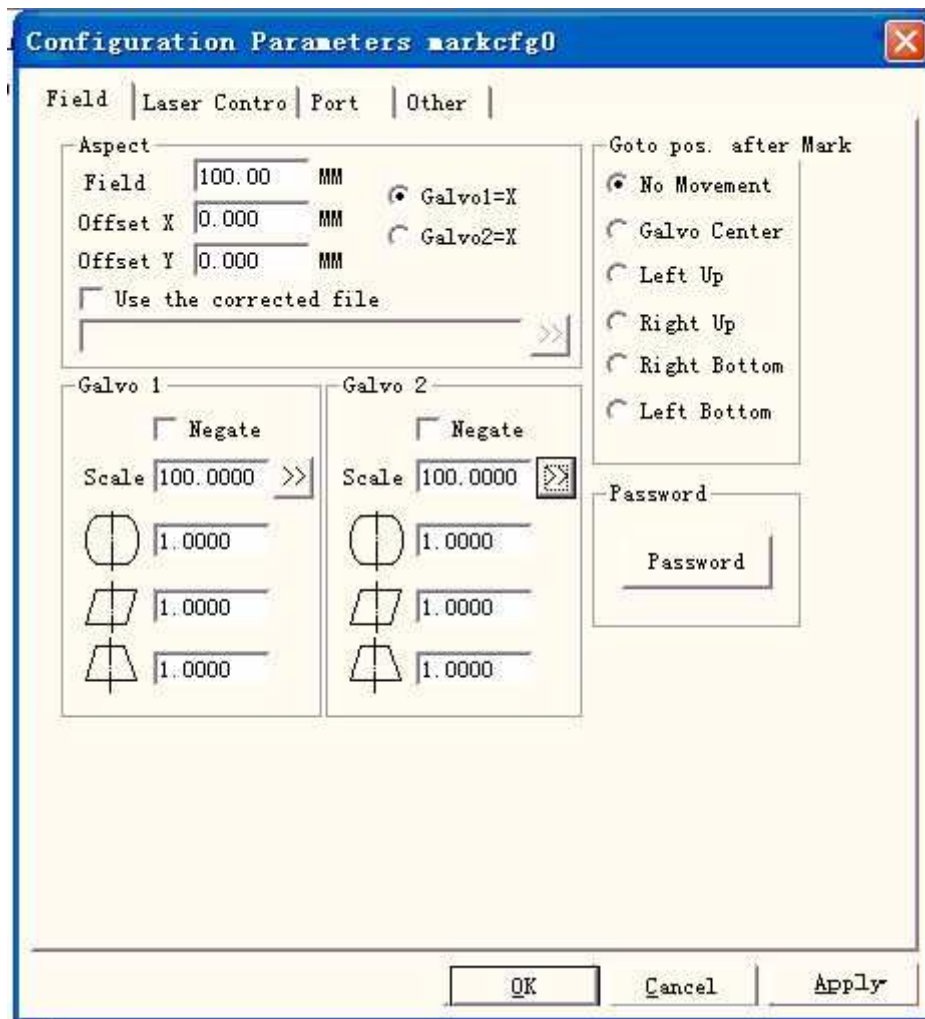 Configuration Parameters markcfg0
Field Laser Contro Port Other
Aspect
Field 100.00 MM
Offset X 0.000 MM
Offset Y 0.000 MM
Galvo1=X
Galvo2=X
Use the corrected file
>>
Goto pos. after Mark
No Movement
Galvo Center
Left Up
Right Up
Right Bottom
Left Bottom
Galvo 1
Negate
Scale 100.0000 >>
1.0000
1.0000
1.0000
Galvo 2
Negate
Scale 100.0000 >>
1.0000
1.0000
1.0000
Password
Password
OK Cancel Apply